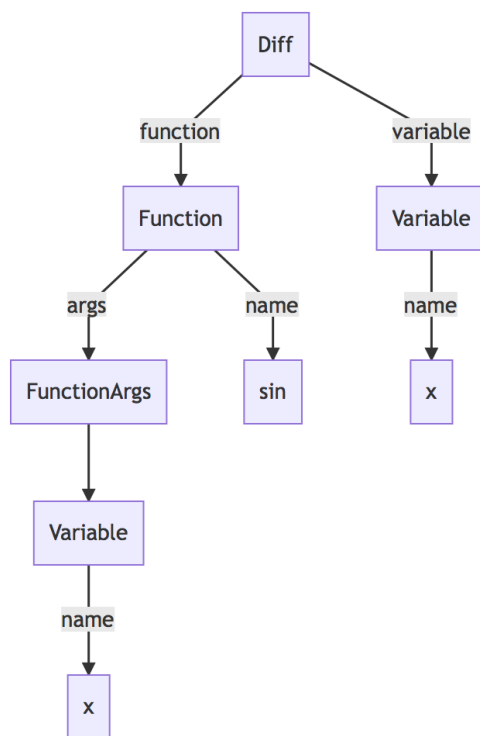 Diff
function
variable
Function
Variable
args
name
name
FunctionArgs
sin
x
Variable
name
x